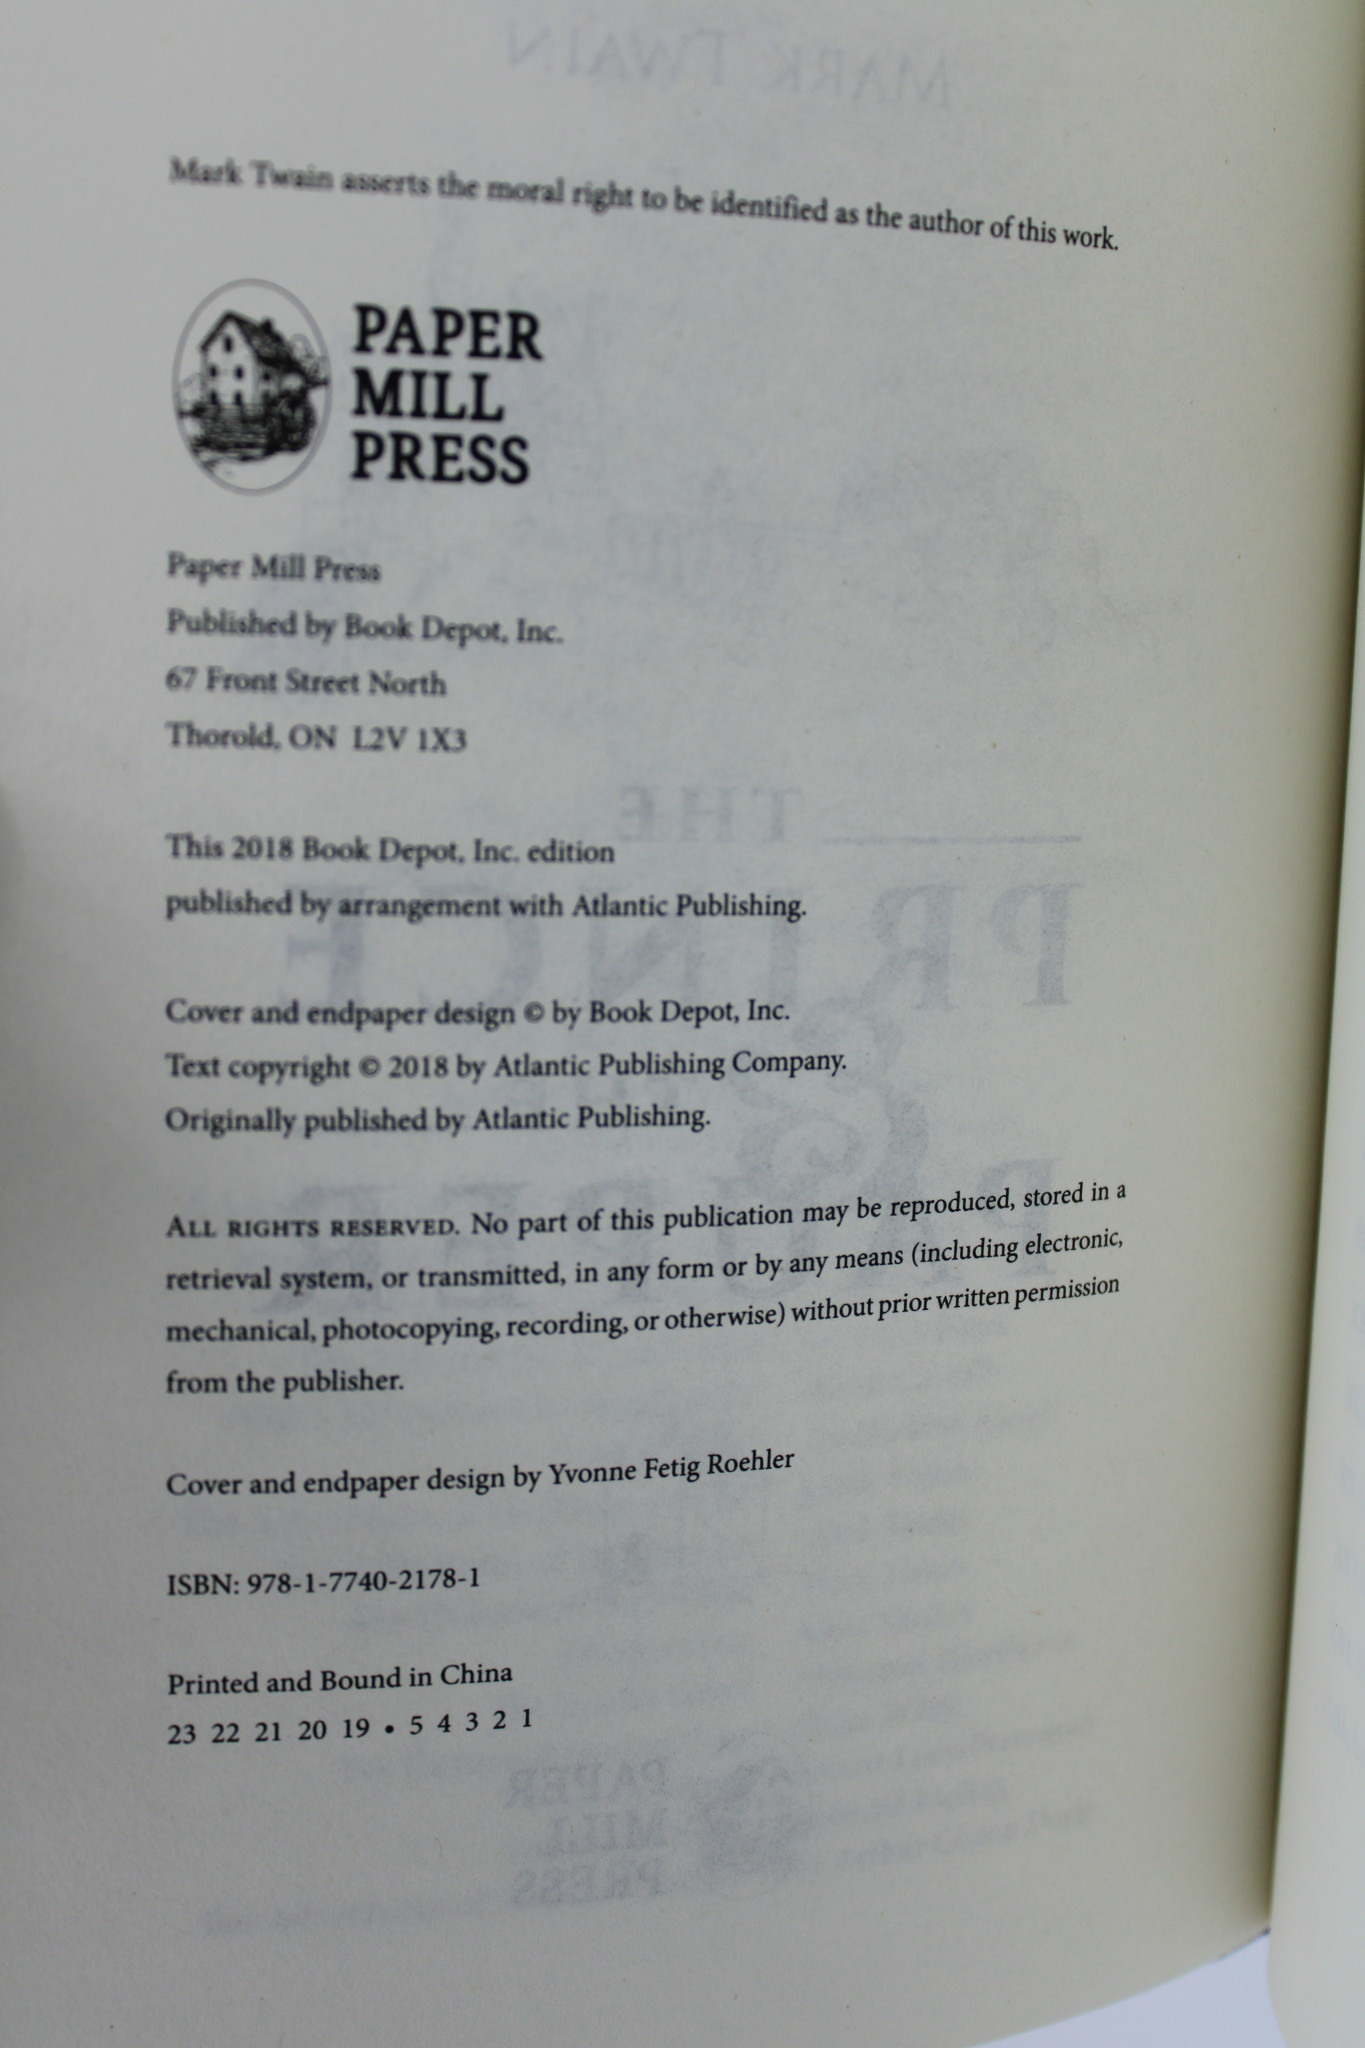 MARK TWAIN
Mark Twain asserts the moral right to be identified as the author of this work.
PAPER
MILL
PRESS
Paper Mill Press
Published by Book Depot, Inc.
67 Front Street North
Thorold, ON L2V 1X3
This 2018 Book Depot, Inc. edition
published by arrangement with Atlantic Publishing.
THE
PRINCE
&
Cover and endpaper design © by Book Depot, Inc.
Text copyright © 2018 by Atlantic Publishing Company.
Originally published by Atlantic Publishing.
ALL RIGHTS RESERVED. No part of this publication may be reproduced, stored in a
retrieval system, or transmitted, in any form or by any means (including electronic,
mechanical, photocopying, recording, or otherwise) without prior written permission
from the publisher.
Cover and endpaper design by Yvonne Fetig Roehler
ISBN: 978-1-7740-2178-1
Printed and Bound in China
23 22 21 20 19 • 5 4 3 2 1
PAPER
MILL
PRESS